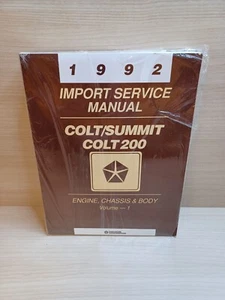 1992
IMPORT SERVICE
MANUAL
COLT/SUMMIT
COLT 200
ENGINE, CHASSIS & BODY
Volume — 1